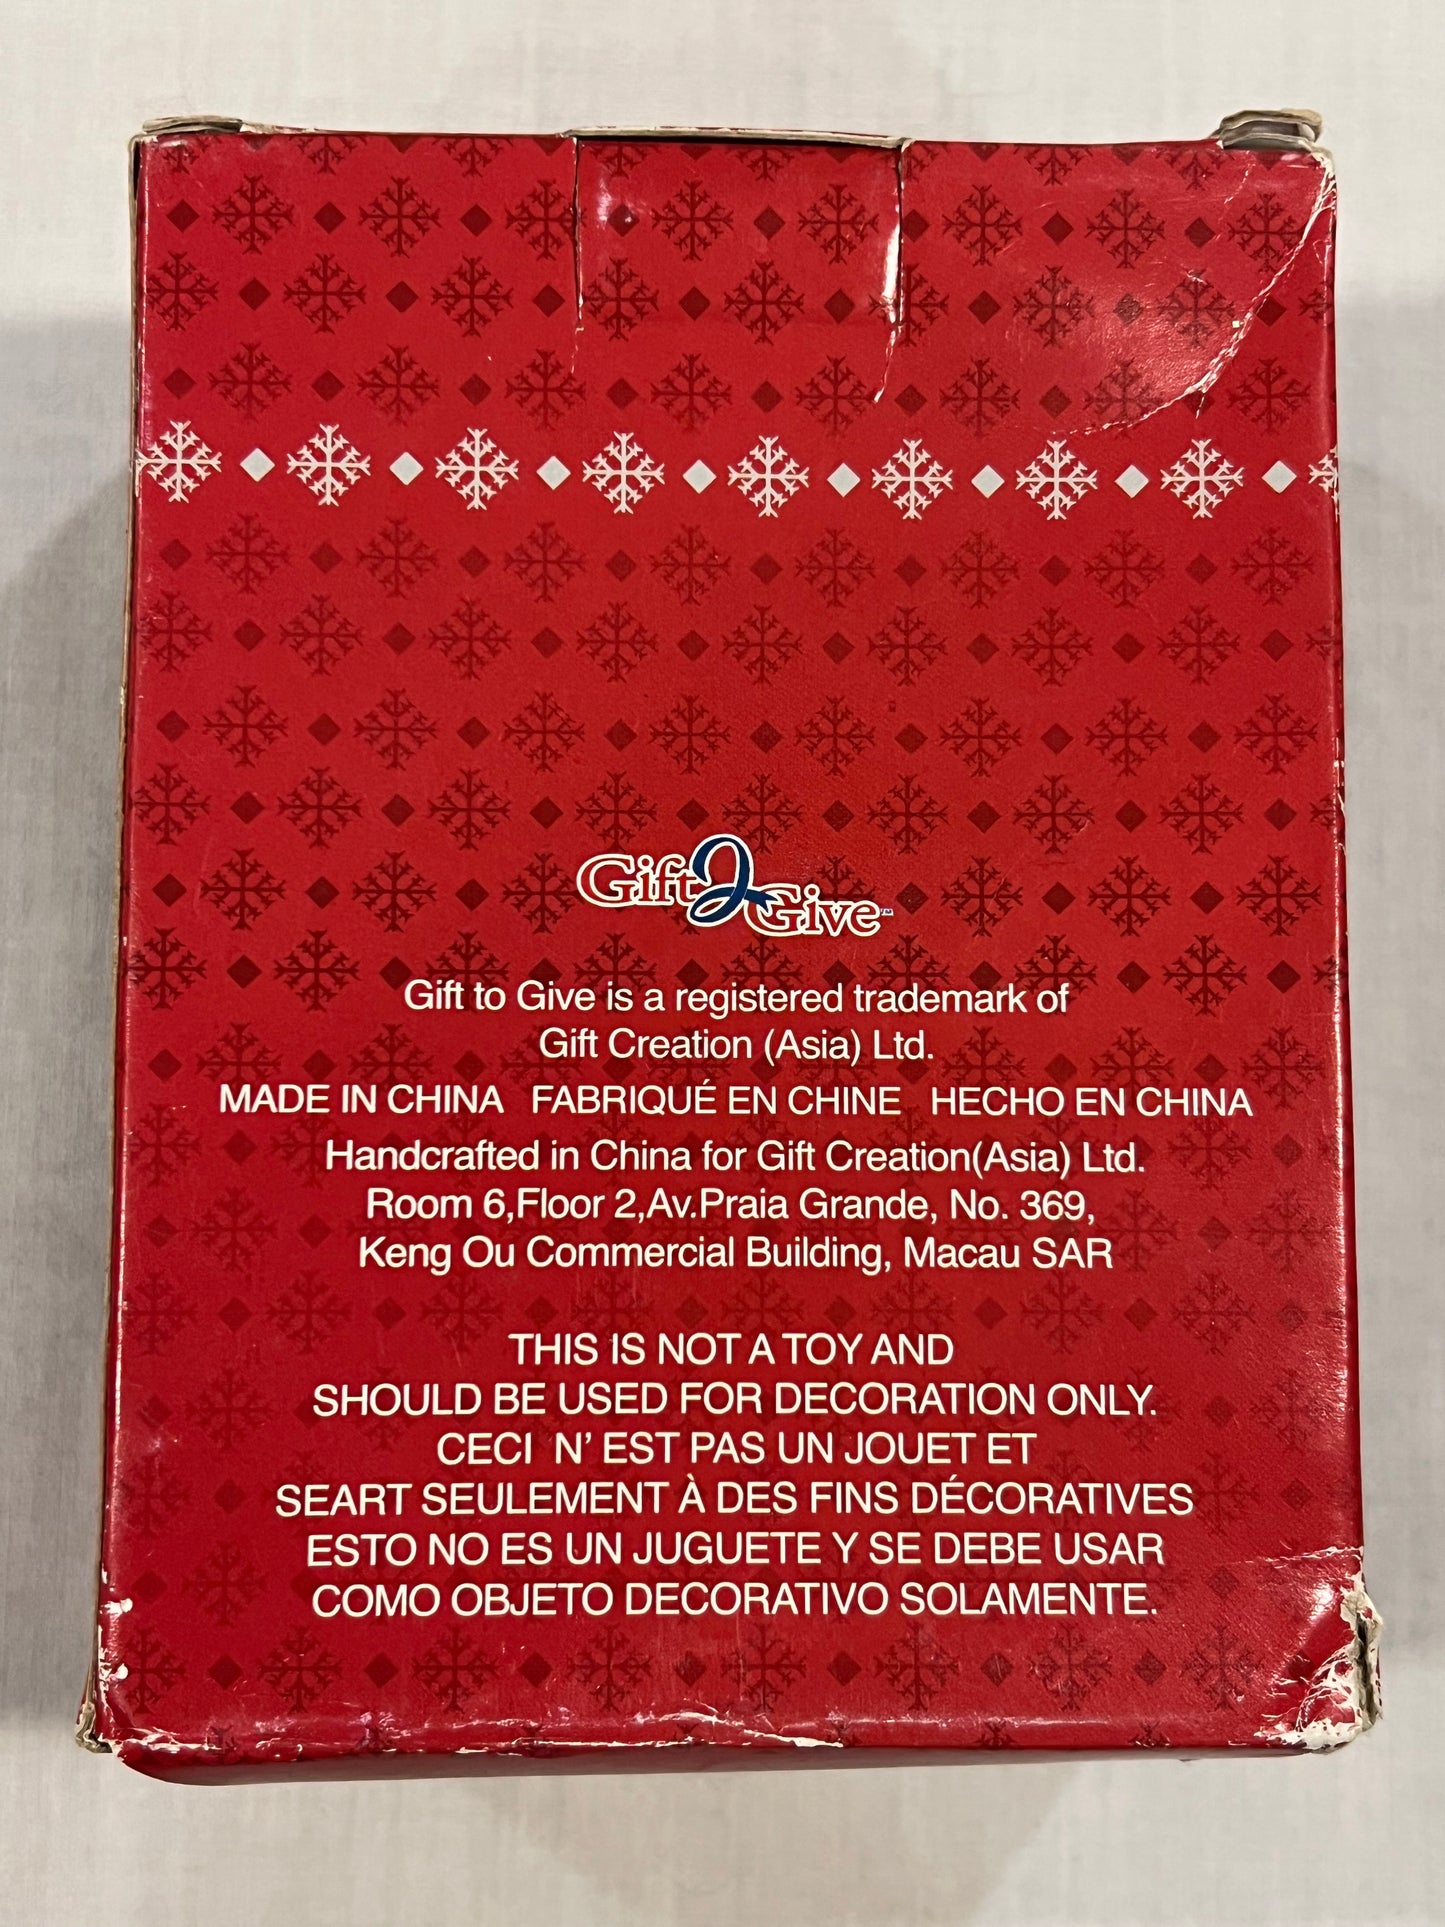 Gift 2 Give™
Gift to Give is a registered trademark of
Gift Creation (Asia) Ltd.
MADE IN CHINA FABRIQUÉ EN CHINE HECHO EN CHINA
Handcrafted in China for Gift Creation(Asia) Ltd.
Room 6,Floor 2,Av.Praia Grande, No. 369,
Keng Ou Commercial Building, Macau SAR
THIS IS NOT A TOY AND
SHOULD BE USED FOR DECORATION ONLY.
CECI N' EST PAS UN JOUET ET
SEART SEULEMENT À DES FINS DÉCORATIVES
ESTO NO ES UN JUGUETE Y SE DEBE USAR
COMO OBJETO DECORATIVO SOLAMENTE.